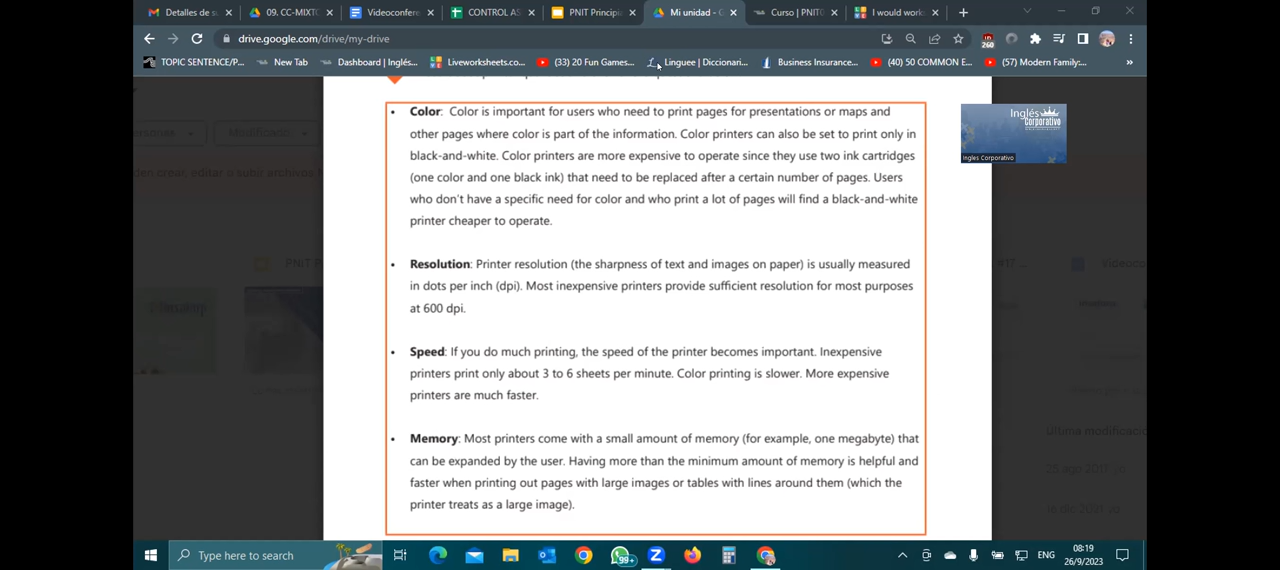 Detalles de su
09. CC-MIXTO
Videoconfere
CONTROL AS
PNIT Principia
Mi unidad - G
Curso | PNIT0
I would works
drive.google.com/drive/my-drive
260
TOPIC SENTENCE/P...
New Tab
Dashboard | Inglés...
Liveworksheets.co...
(33) 20 Fun Games...
Linguee | Diccionari...
Business Insurance...
(40) 50 COMMON E...
(57) Modern Family:...
»
• Color: Color is important for users who need to print pages for presentations or maps and
other pages where color is part of the information. Color printers can also be set to print only in
black-and-white. Color printers are more expensive to operate since they use two ink cartridges
(one color and one black ink) that need to be replaced after a certain number of pages. Users
who don't have a specific need for color and who print a lot of pages will find a black-and-white
printer cheaper to operate.
• Resolution: Printer resolution (the sharpness of text and images on paper) is usually measured
in dots per inch (dpi). Most inexpensive printers provide sufficient resolution for most purposes
at 600 dpi.
• Speed: If you do much printing, the speed of the printer becomes important. Inexpensive
printers print only about 3 to 6 sheets per minute. Color printing is slower. More expensive
printers are much faster.
• Memory: Most printers come with a small amount of memory (for example, one megabyte) that
can be expanded by the user. Having more than the minimum amount of memory is helpful and
faster when printing out pages with large images or tables with lines around them (which the
printer treats as a large image).
Inglés
Corporativo
Ingles Corporativo
Modificado
den crear, editar o subir archivos
Type here to search
99+
ENG
08:19
26/9/2023